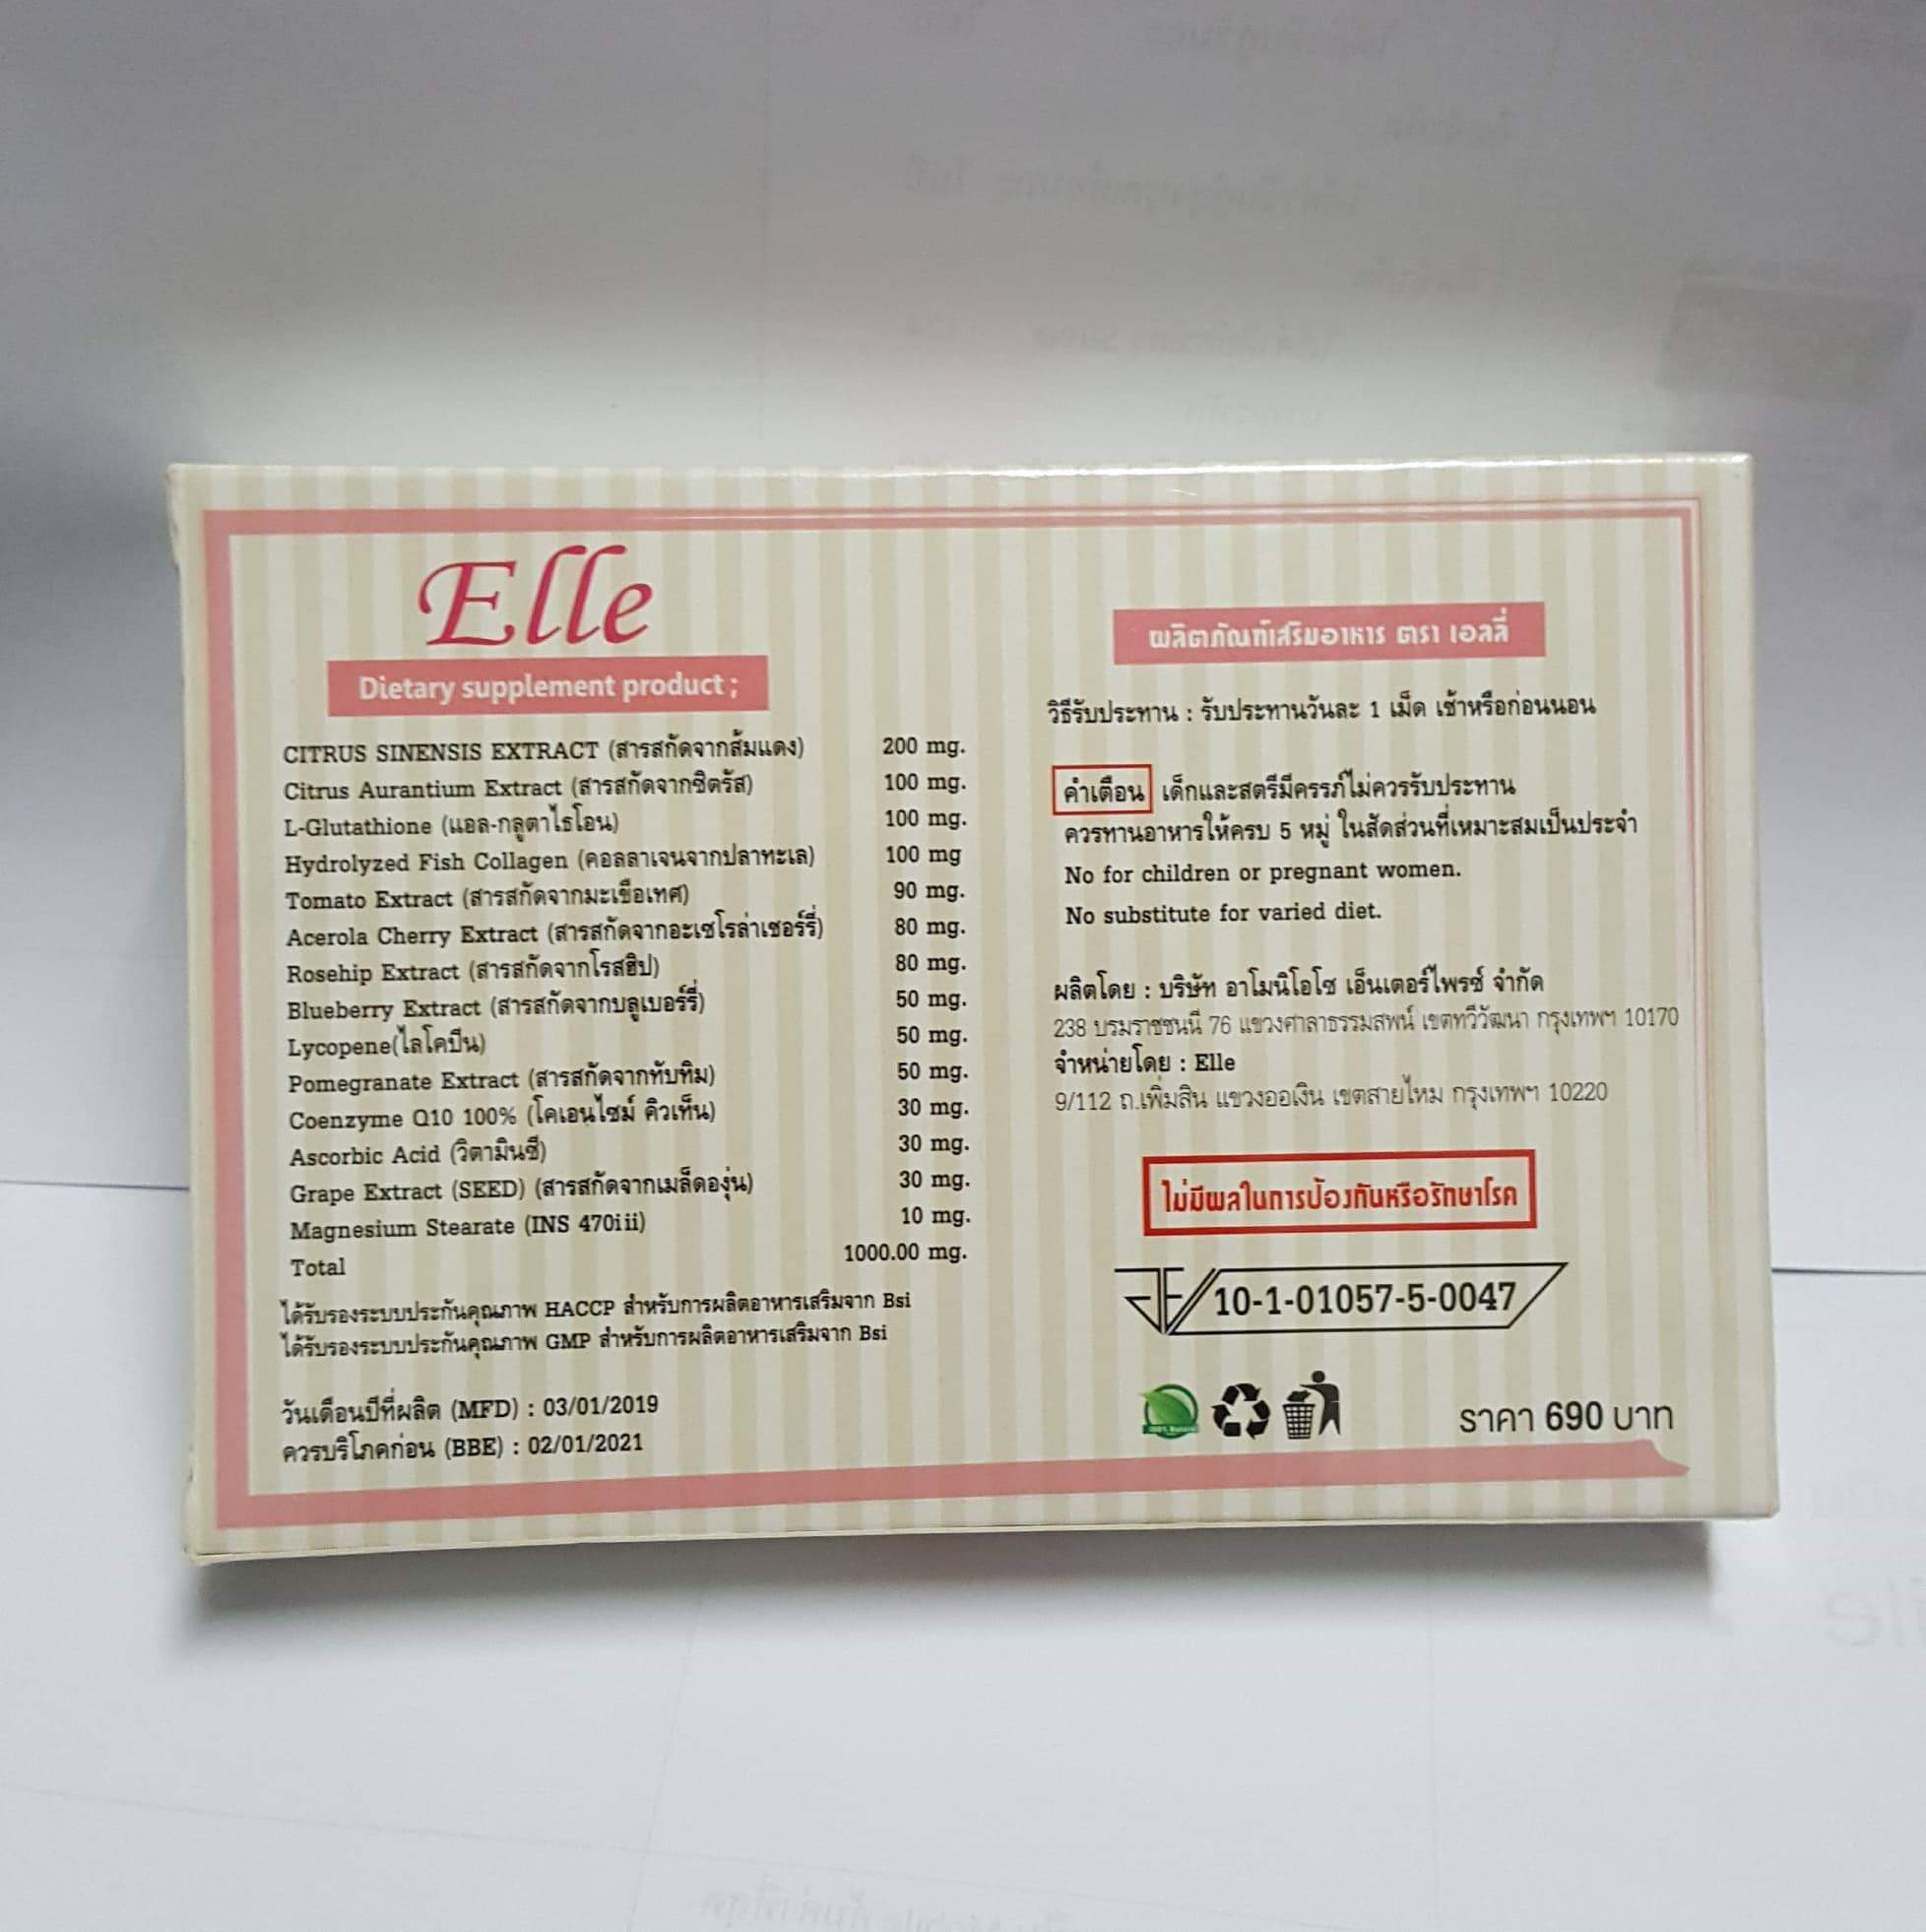 Elle
Dietary supplement product ;
CITRUS SINENSIS EXTRACT (สารสกัดจากส้มแดง) 200 mg.
Citrus Aurantium Extract (สารสกัดจากซิตรัส) 100 mg.
L-Glutathione (แอล-กลูตาไธโอน) 100 mg.
Hydrolyzed Fish Collagen (คอลลาเจนจากปลาทะเล) 100 mg
Tomato Extract (สารสกัดจากมะเขือเทศ) 90 mg.
Acerola Cherry Extract (สารสกัดจากอะเซโรล่าเชอร์รี่) 80 mg.
Rosehip Extract (สารสกัดจากโรสฮิป) 80 mg.
Blueberry Extract (สารสกัดจากบลูเบอร์รี่) 50 mg.
Lycopene(ไลโคปีน) 50 mg.
Pomegranate Extract (สารสกัดจากทับทิม) 50 mg.
Coenzyme Q10 100% (โคเอนไซม์ คิวเท็น) 30 mg.
Ascorbic Acid (วิตามินซี) 30 mg.
Grape Extract (SEED) (สารสกัดจากเมล็ดองุ่น) 30 mg.
Magnesium Stearate (INS 470iii) 10 mg.
Total 1000.00 mg.
ได้รับรองระบบประกันคุณภาพ HACCP สำหรับการผลิตอาหารเสริมจาก Bsi
ได้รับรองระบบประกันคุณภาพ GMP สำหรับการผลิตอาหารเสริมจาก Bsi
วันเดือนปีที่ผลิต (MFD) : 03/01/2019
ควรบริโภคก่อน (BBE) : 02/01/2021
ผลิตภัณฑ์เสริมอาหาร ตรา เอลลี่
วิธีรับประทาน : รับประทานวันละ 1 เม็ด เช้าหรือก่อนนอน
คำเตือน เด็กและสตรีมีครรภ์ไม่ควรรับประทาน
ควรทานอาหารให้ครบ 5 หมู่ ในสัดส่วนที่เหมาะสมเป็นประจำ
No for children or pregnant women.
No substitute for varied diet.
ผลิตโดย : บริษัท อาโมนิโอโซ เอ็นเตอร์ไพรซ์ จำกัด
238 บรมราชชนนี 76 แขวงศาลาธรรมสพน์ เขตทวีวัฒนา กรุงเทพฯ 10170
จำหน่ายโดย : Elle
9/112 ถ.เพิ่มสิน แขวงออเงิน เขตสายไหม กรุงเทพฯ 10220
ไม่มีผลในการป้องกันหรือรักษาโรค
10-1-01057-5-0047
ราคา 690 บาท